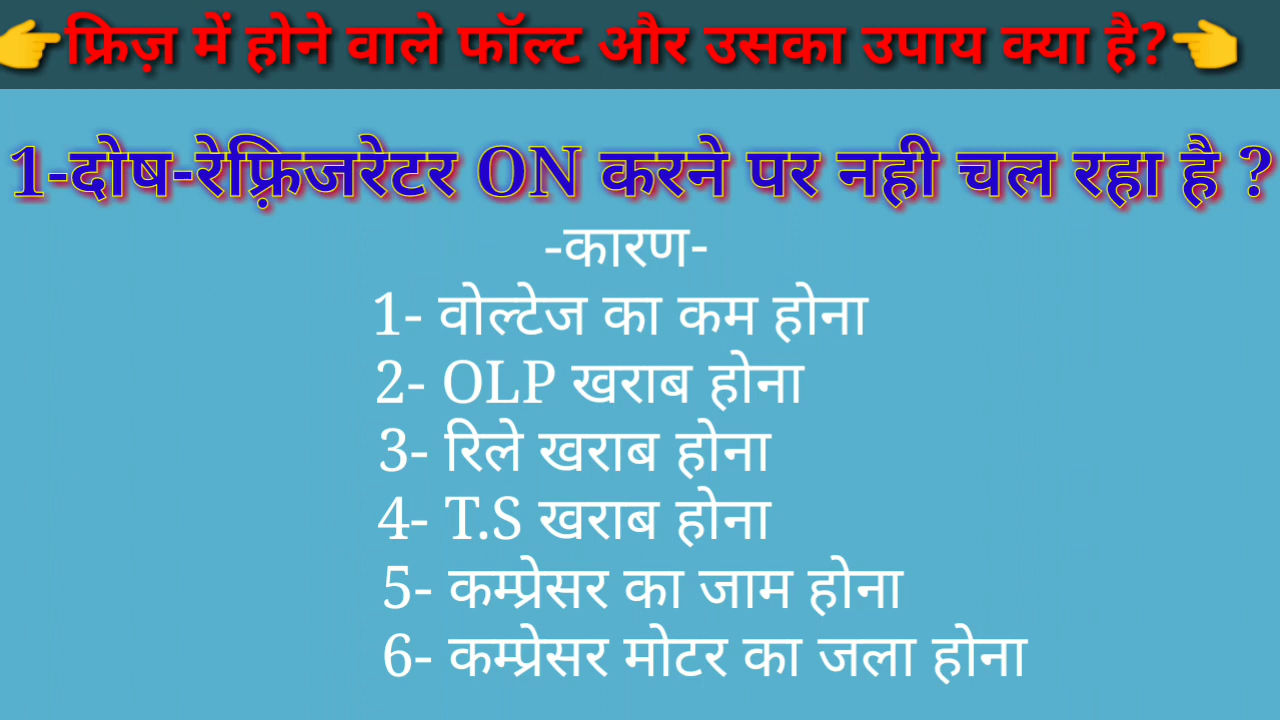 👉फ्रिज़ में होने वाले फॉल्ट और उसका उपाय क्या है?👈
1-दोष-रेफ़्रिजरेटर ON करने पर नही चल रहा है ?
-कारण-
1- वोल्टेज का कम होना
2- OLP खराब होना
3- रिले खराब होना
4- T.S खराब होना
5- कम्प्रेसर का जाम होना
6- कम्प्रेसर मोटर का जला होना